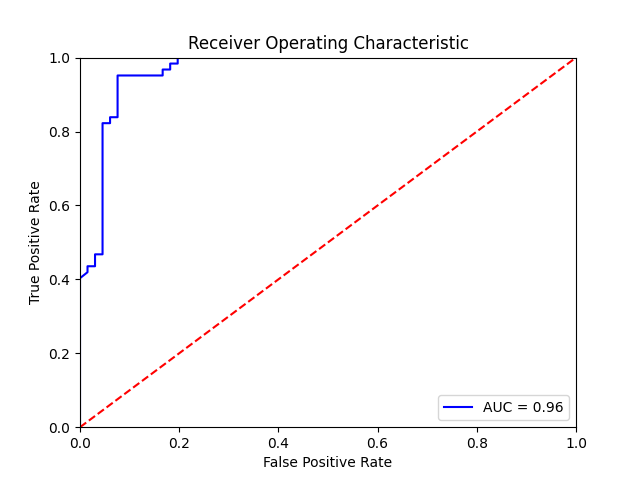 Receiver Operating Characteristic
1.0
0.8
0.6
0.4
0.2
0.0
True Positive Rate
AUC = 0.96
0.0 0.2 0.4 0.6 0.8 1.0
False Positive Rate